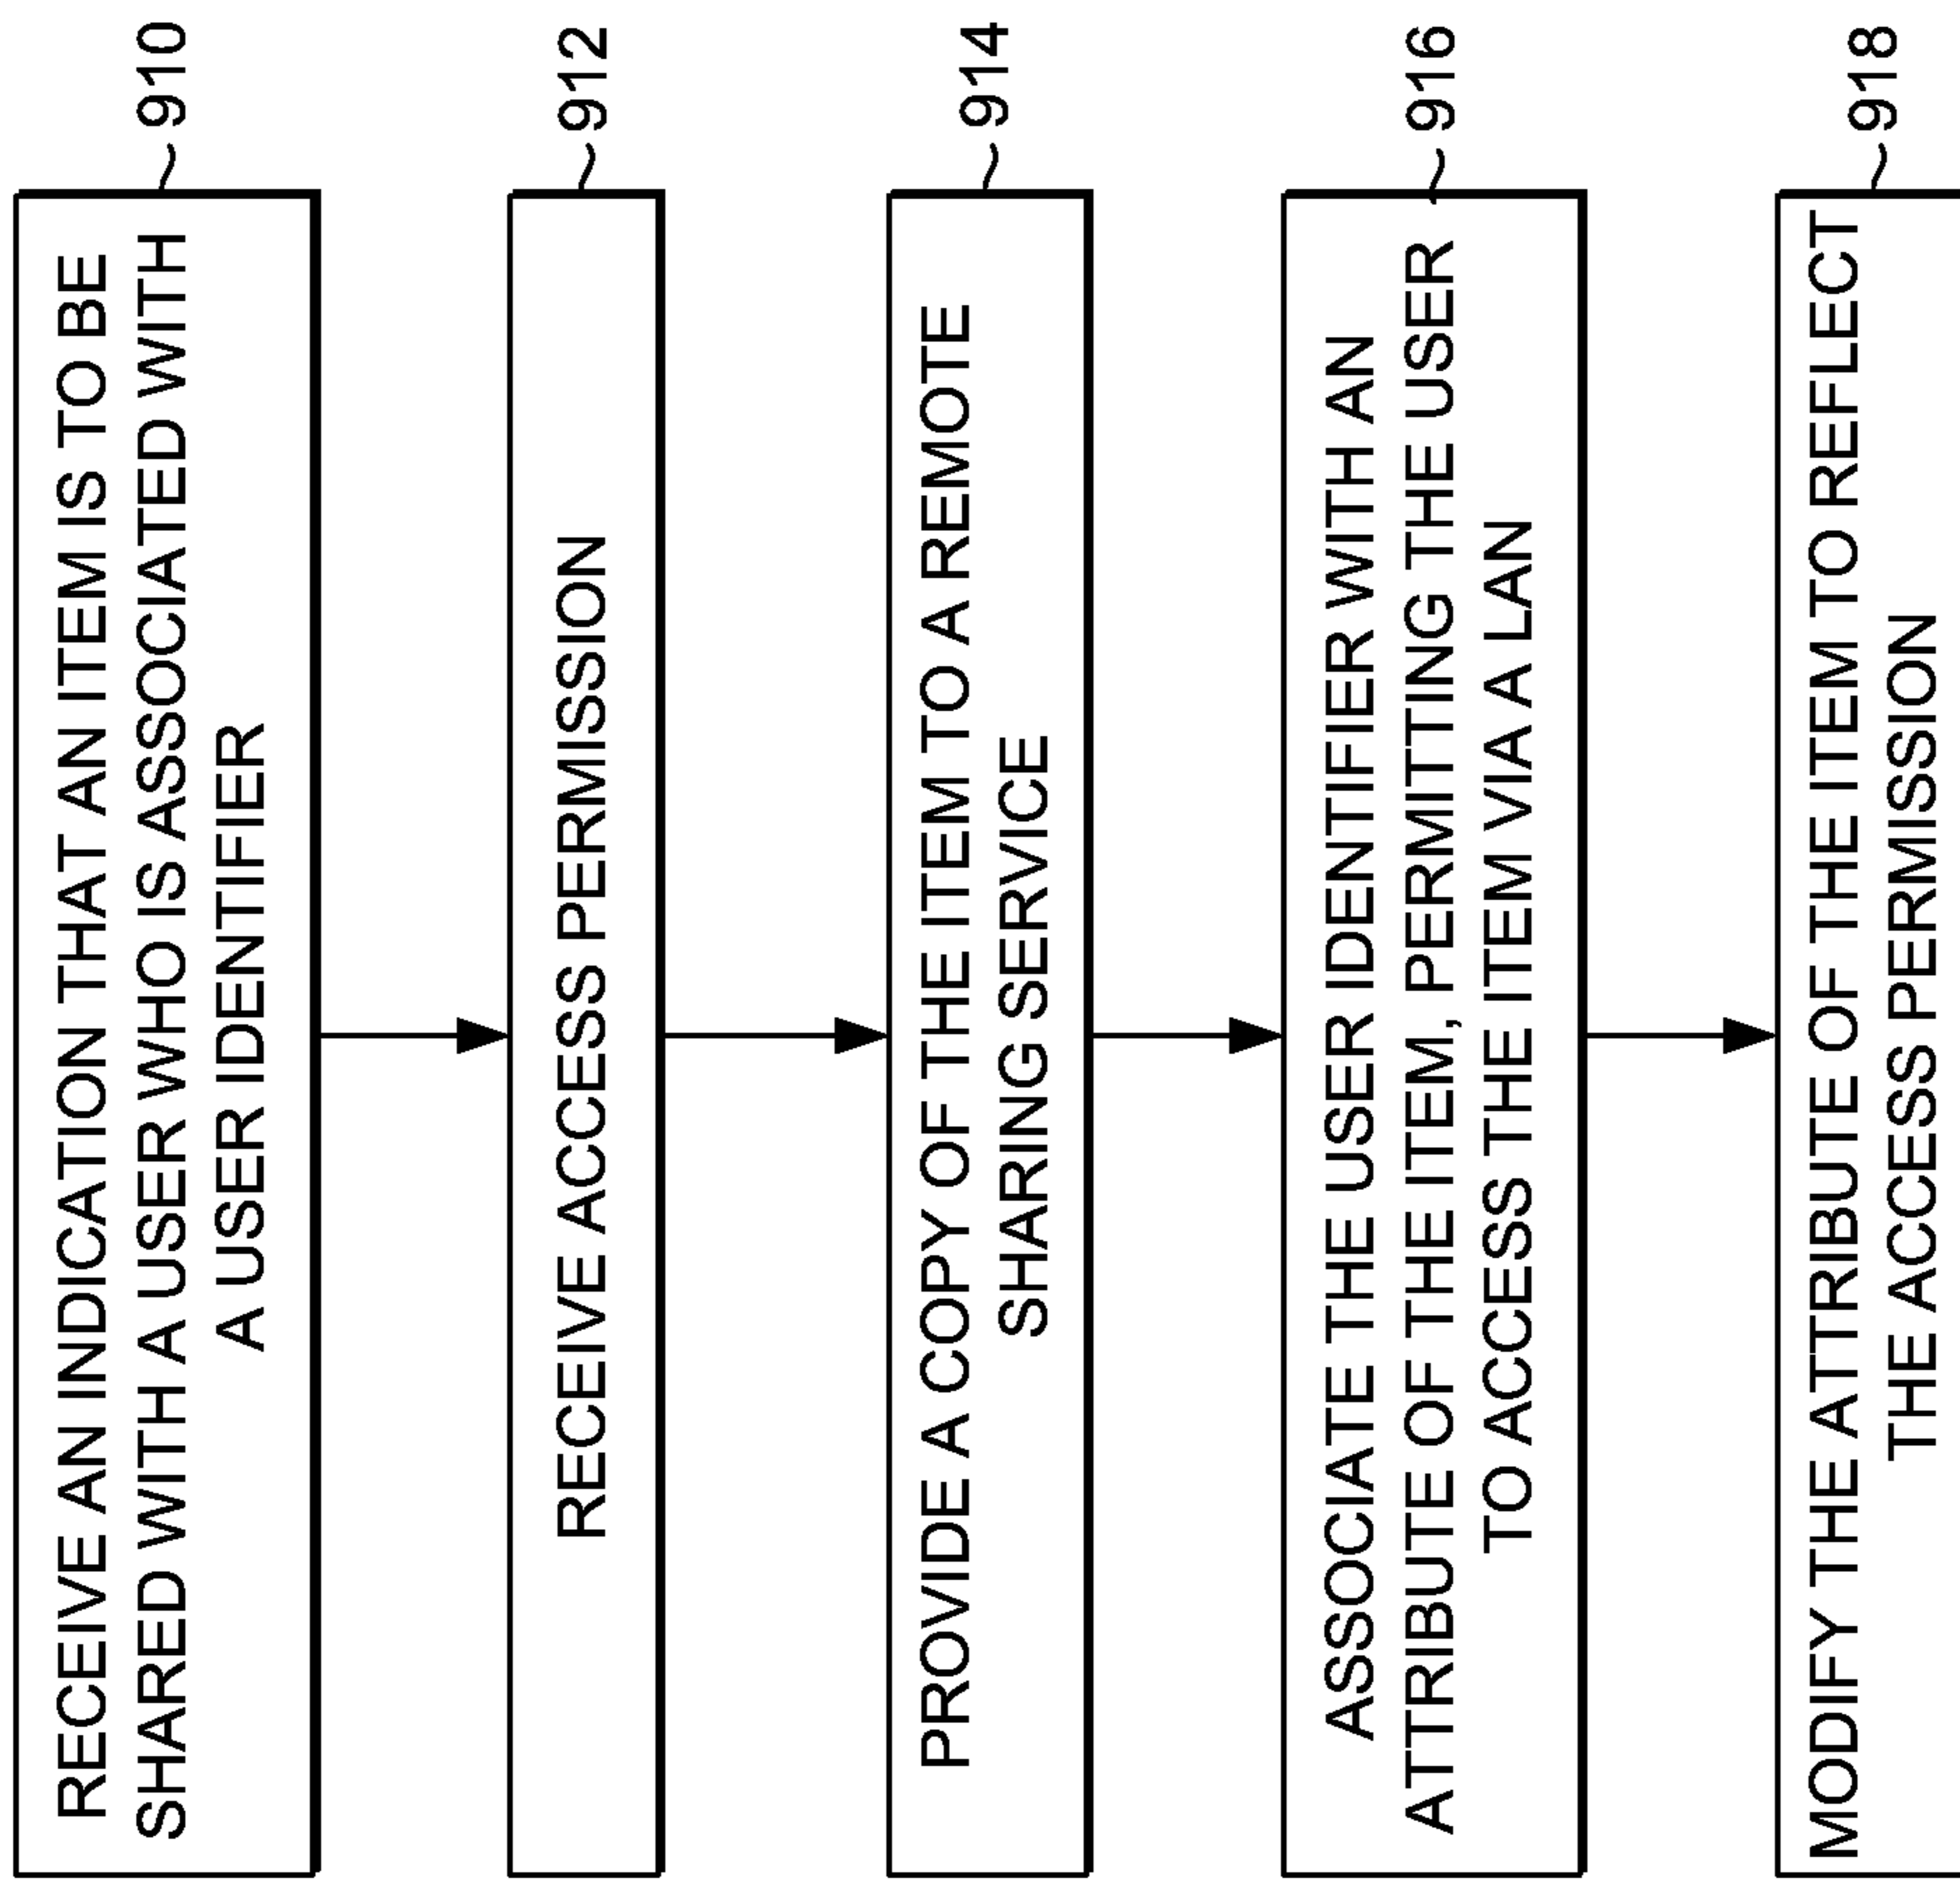 RECEIVE AN INDICATION THAT AN ITEM IS TO BE
SHARED WITH A USER WHO IS ASSOCIATED WITH
A USER IDENTIFIER
910
RECEIVE ACCESS PERMISSION
912
PROVIDE A COPY OF THE ITEM TO A REMOTE
SHARING SERVICE
914
ASSOCIATE THE USER IDENTIFIER WITH AN
ATTRIBUTE OF THE ITEM, PERMITTING THE USER
TO ACCESS THE ITEM VIA A LAN
916
MODIFY THE ATTRIBUTE OF THE ITEM TO REFLECT
THE ACCESS PERMISSION
918